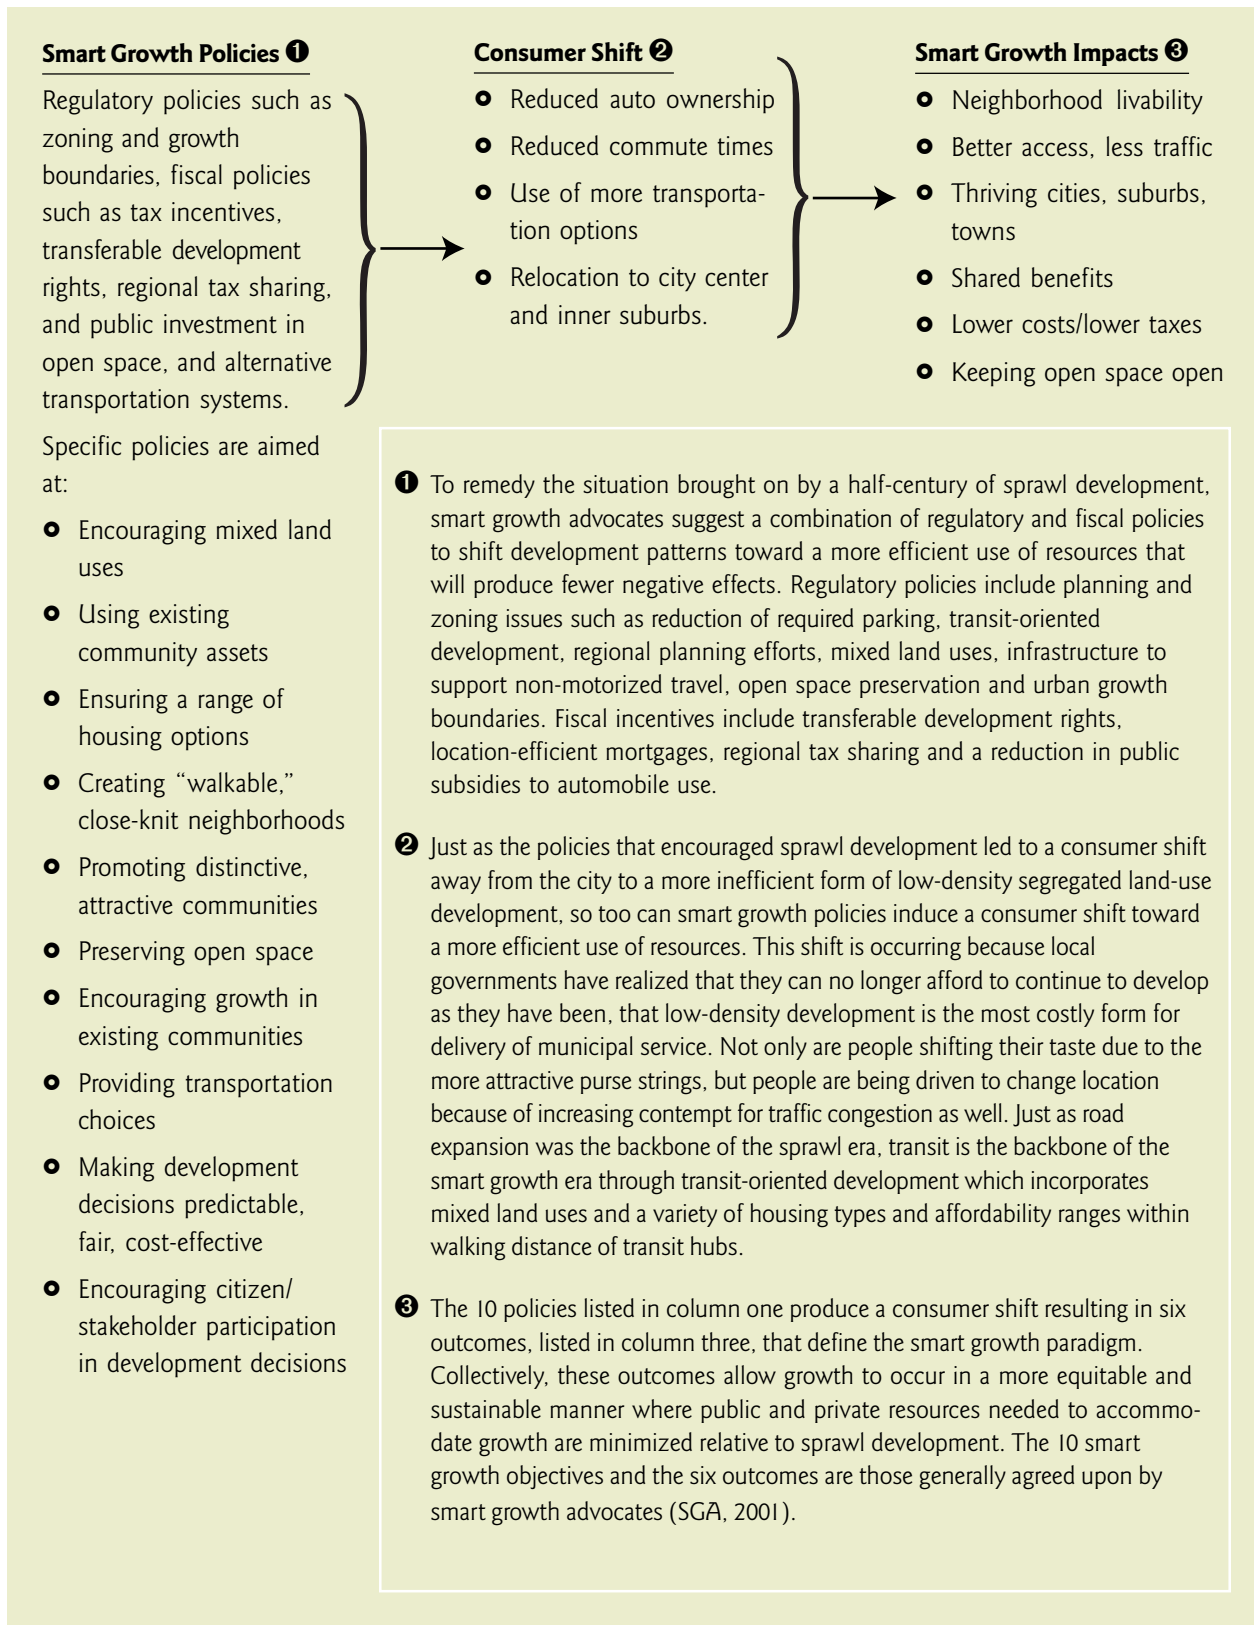 Smart Growth Policies ❶
Regulatory policies such as
zoning and growth
boundaries, fiscal policies
such as tax incentives,
transferable development
rights, regional tax sharing,
and public investment in
open space, and alternative
transportation systems.
Specific policies are aimed
at:
Encouraging mixed land
uses
Using existing
community assets
Ensuring a range of
housing options
Creating “walkable,”
close-knit neighborhoods
Promoting distinctive,
attractive communities
Preserving open space
Encouraging growth in
existing communities
Providing transportation
choices
Making development
decisions predictable,
fair, cost-effective
Encouraging citizen/
stakeholder participation
in development decisions
Consumer Shift ❷
Reduced auto ownership
Reduced commute times
Use of more transporta-
tion options
Relocation to city center
and inner suburbs.
Smart Growth Impacts ❸
Neighborhood livability
Better access, less traffic
Thriving cities, suburbs,
towns
Shared benefits
Lower costs/lower taxes
Keeping open space open
❶ To remedy the situation brought on by a half-century of sprawl development,
smart growth advocates suggest a combination of regulatory and fiscal policies
to shift development patterns toward a more efficient use of resources that
will produce fewer negative effects. Regulatory policies include planning and
zoning issues such as reduction of required parking, transit-oriented
development, regional planning efforts, mixed land uses, infrastructure to
support non-motorized travel, open space preservation and urban growth
boundaries. Fiscal incentives include transferable development rights,
location-efficient mortgages, regional tax sharing and a reduction in public
subsidies to automobile use.
❷ Just as the policies that encouraged sprawl development led to a consumer shift
away from the city to a more inefficient form of low-density segregated land-use
development, so too can smart growth policies induce a consumer shift toward
a more efficient use of resources. This shift is occurring because local
governments have realized that they can no longer afford to continue to develop
as they have been, that low-density development is the most costly form for
delivery of municipal service. Not only are people shifting their taste due to the
more attractive purse strings, but people are being driven to change location
because of increasing contempt for traffic congestion as well. Just as road
expansion was the backbone of the sprawl era, transit is the backbone of the
smart growth era through transit-oriented development which incorporates
mixed land uses and a variety of housing types and affordability ranges within
walking distance of transit hubs.
❸ The 10 policies listed in column one produce a consumer shift resulting in six
outcomes, listed in column three, that define the smart growth paradigm.
Collectively, these outcomes allow growth to occur in a more equitable and
sustainable manner where public and private resources needed to accommo-
date growth are minimized relative to sprawl development. The 10 smart
growth objectives and the six outcomes are those generally agreed upon by
smart growth advocates (SGA, 2001).